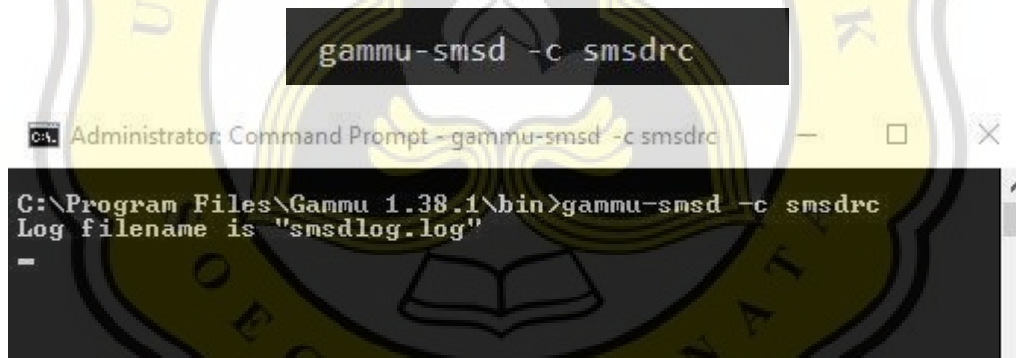 gammu-smsd -c smsdrc
Administrator: Command Prompt - gammu-smsd -c smsdrc
C:\Program Files\Gammu 1.38.1\bin>gammu-smsd -c smsdrc
Log filename is "smsdlog.log"